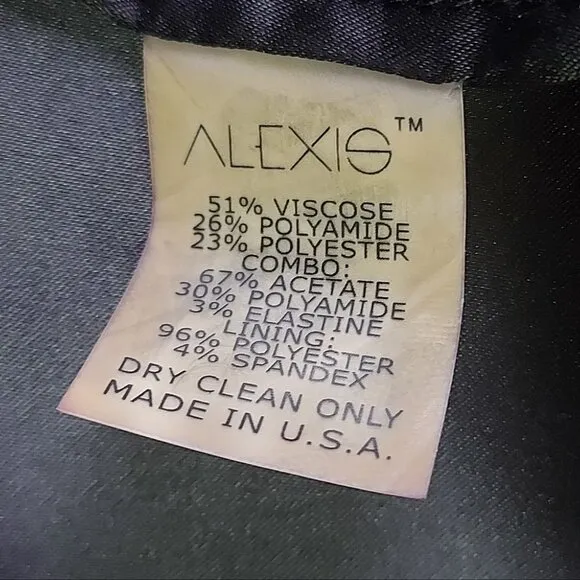 ALEXIS™
51% VISCOSE
26% POLYAMIDE
23% POLYESTER
COMBO:
67% ACETATE
30% POLYAMIDE
3% ELASTINE
LINING:
96% POLYESTER
4% SPANDEX
DRY CLEAN ONLY
MADE IN U.S.A.